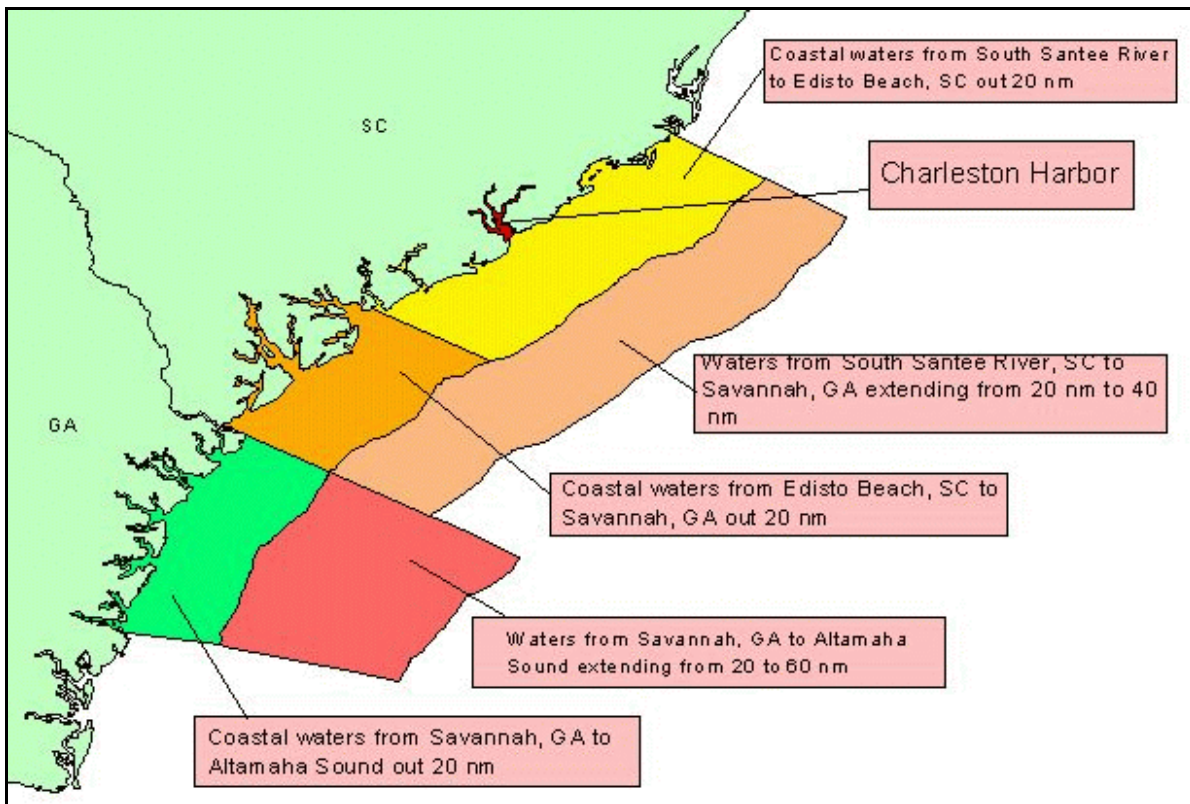 Coastal waters from South Santee River
to Edisto Beach, SC out 20 nm
SC
Charleston Harbor
Waters from South Santee River, SC to
Savannah, GA extending from 20 nm to 40
nm
GA
Coastal waters from Edisto Beach, SC to
Savannah, GA out 20 nm
Waters from Savannah, GA to Altamaha
Sound extending from 20 to 60 nm
Coastal waters from Savannah, GA to
Altamaha Sound out 20 nm